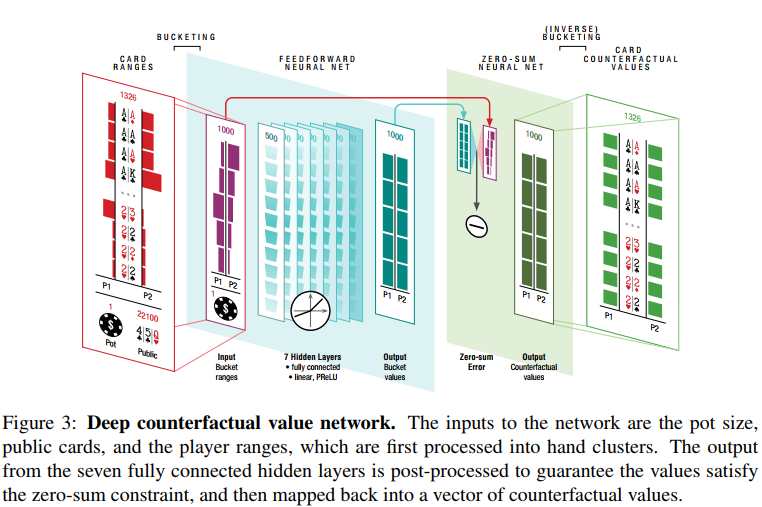 BUCKETING
(INVERSE)
BUCKETING
CARD
RANGES
FEEDFORWARD
NEURAL NET
ZERO-SUM
NEURAL NET
CARD
COUNTERFACTUAL
VALUES
1326
1000
500
1000
1000
1326
A A
A A
A A
A K
...
2 3
2 2
2 2
2 2
P1 P2
1
Pot
22100
4 5 Q
Public
P1 P2
1
P1 P2
P1 P2
A A
A A
A A
A K
...
2 3
2 2
2 2
2 2
P1 P2
Input
Bucket
ranges
7 Hidden Layers
• fully connected
• linear, PReLU
Output
Bucket
values
Zero-sum
Error
Output
Counterfactual
values
Figure 3: Deep counterfactual value network. The inputs to the network are the pot size,
public cards, and the player ranges, which are first processed into hand clusters. The output
from the seven fully connected hidden layers is post-processed to guarantee the values satisfy
the zero-sum constraint, and then mapped back into a vector of counterfactual values.